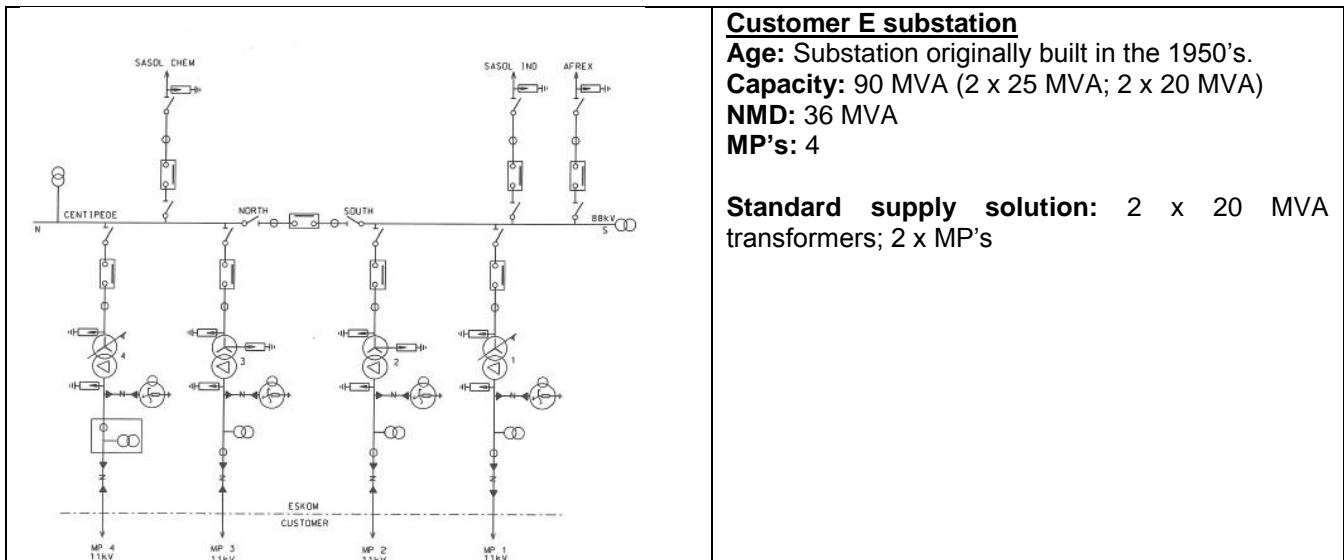 SASOL CHEM
SASOL IND AFREX
CENTIPEDE NORTH SOUTH 88kV
N S
4 3 2 1
N N N N
N N N N
ESKOM
CUSTOMER
MP 4 MP 3 MP 2 MP 1
11kV 11kV 11kV 11kV
Customer E substation
Age: Substation originally built in the 1950's.
Capacity: 90 MVA (2 x 25 MVA; 2 x 20 MVA)
NMD: 36 MVA
MP's: 4
Standard supply solution: 2 x 20 MVA
transformers; 2 x MP's